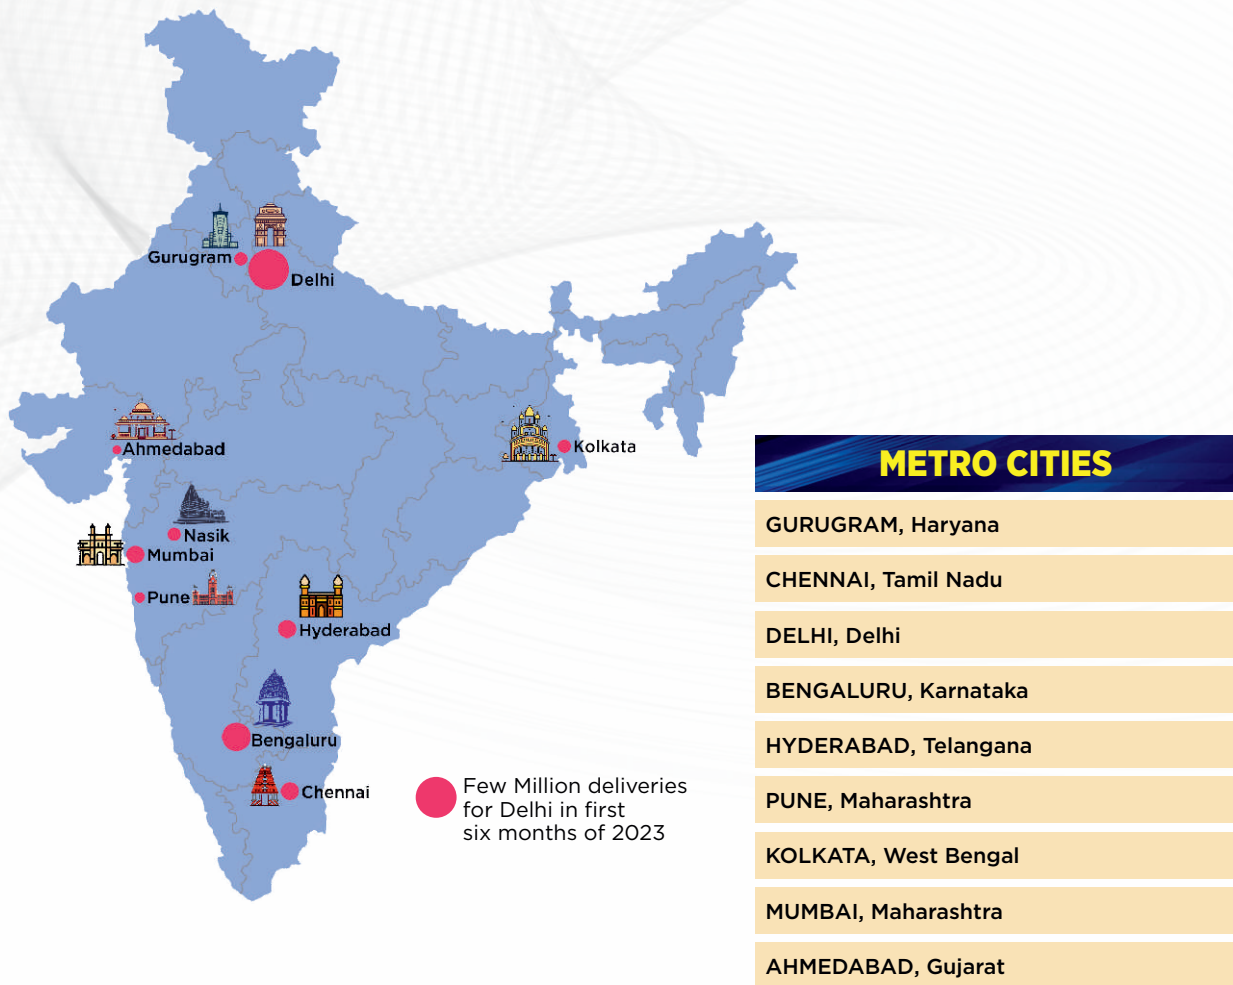 Gurugram
Delhi
Ahmedabad
Kolkata
Nasik
Mumbai
Pune
Hyderabad
Bengaluru
Chennai
Few Million deliveries
for Delhi in first
six months of 2023
METRO CITIES
GURUGRAM, Haryana
CHENNAI, Tamil Nadu
DELHI, Delhi
BENGALURU, Karnataka
HYDERABAD, Telangana
PUNE, Maharashtra
KOLKATA, West Bengal
MUMBAI, Maharashtra
AHMEDABAD, Gujarat